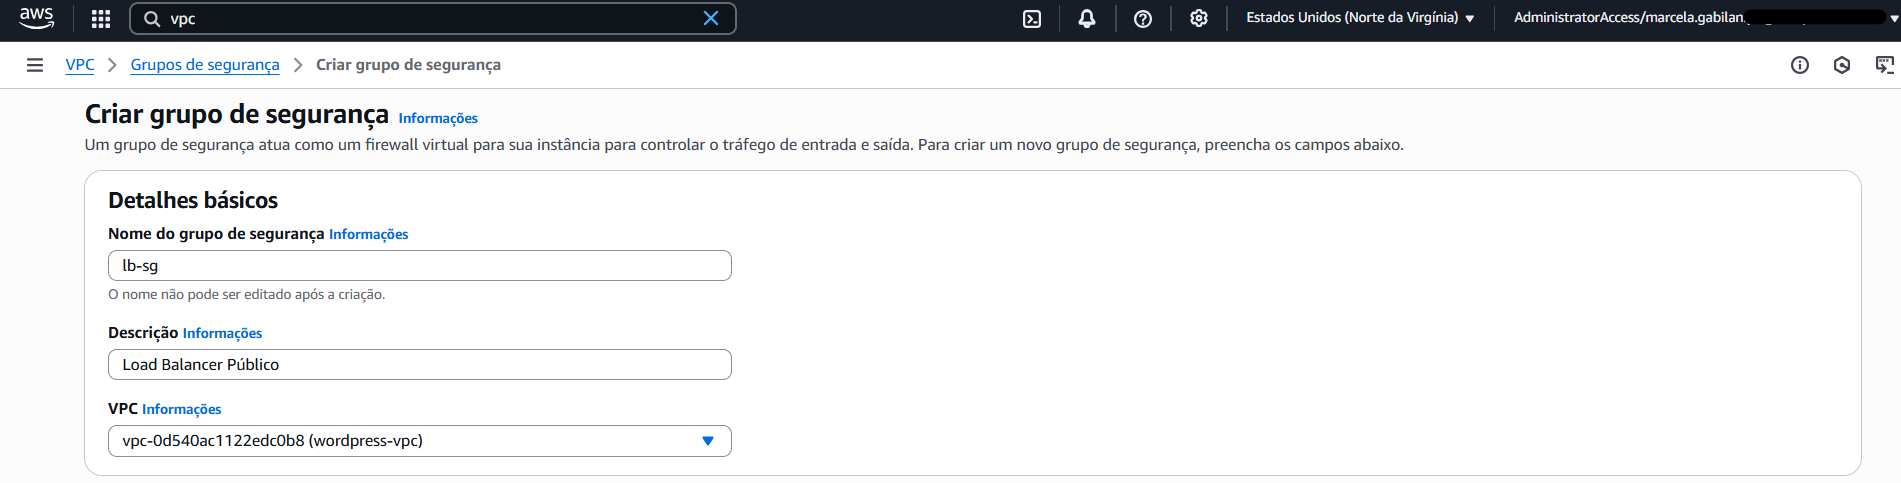 aws
vpc
Estados Unidos (Norte da Virgínia)
AdministratorAccess/marcela.gabilan
VPC > Grupos de segurança > Criar grupo de segurança
Criar grupo de segurança Informações
Um grupo de segurança atua como um firewall virtual para sua instância para controlar o tráfego de entrada e saída. Para criar um novo grupo de segurança, preencha os campos abaixo.
Detalhes básicos
Nome do grupo de segurança Informações
lb-sg
O nome não pode ser editado após a criação.
Descrição Informações
Load Balancer Público
VPC Informações
vpc-0d540ac1122edc0b8 (wordpress-vpc)